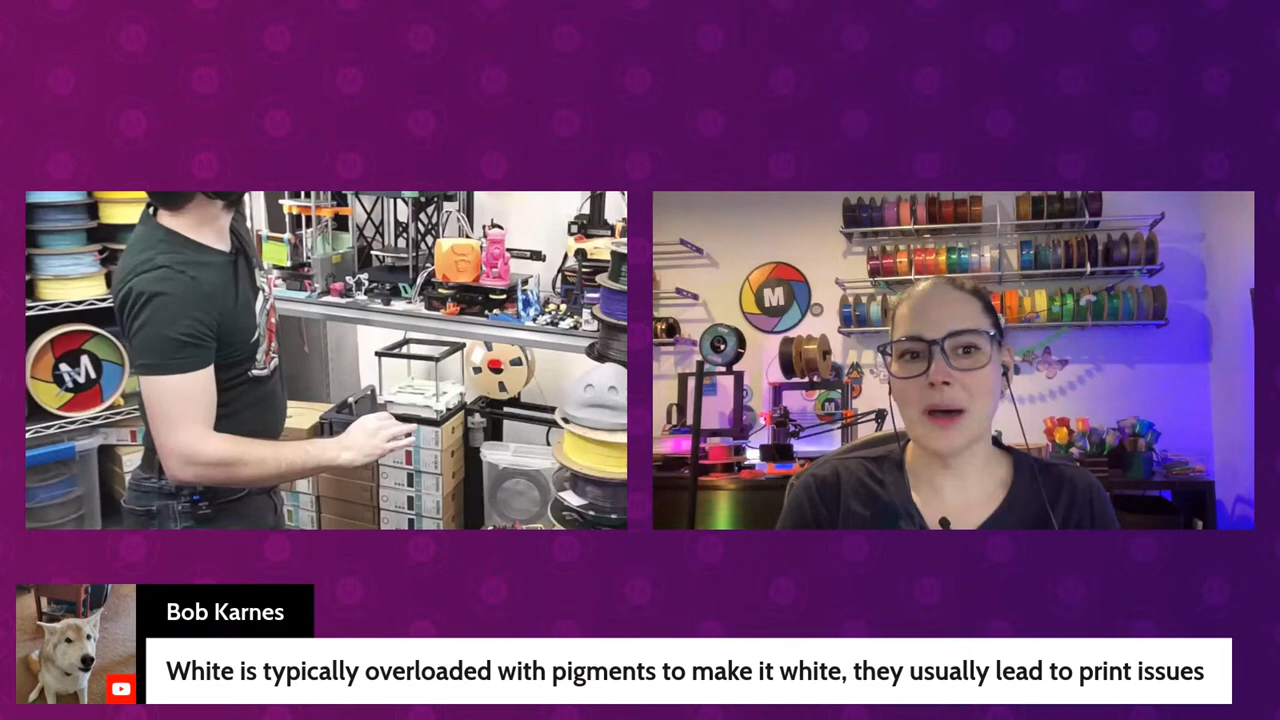 M
M
Bob Karnes
White is typically overloaded with pigments to make it white, they usually lead to print issues